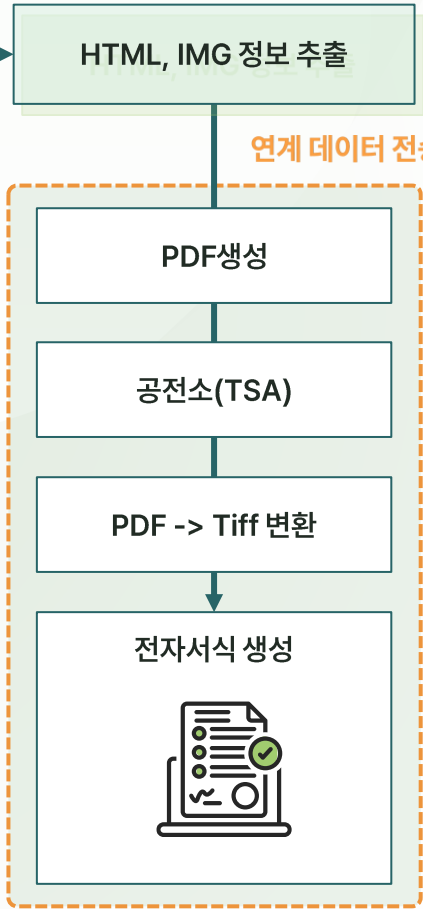 HTML, IMG 정보 추출
연계 데이터
PDF생성
공전소(TSA)
PDF -> Tiff 변환
전자서식 생성